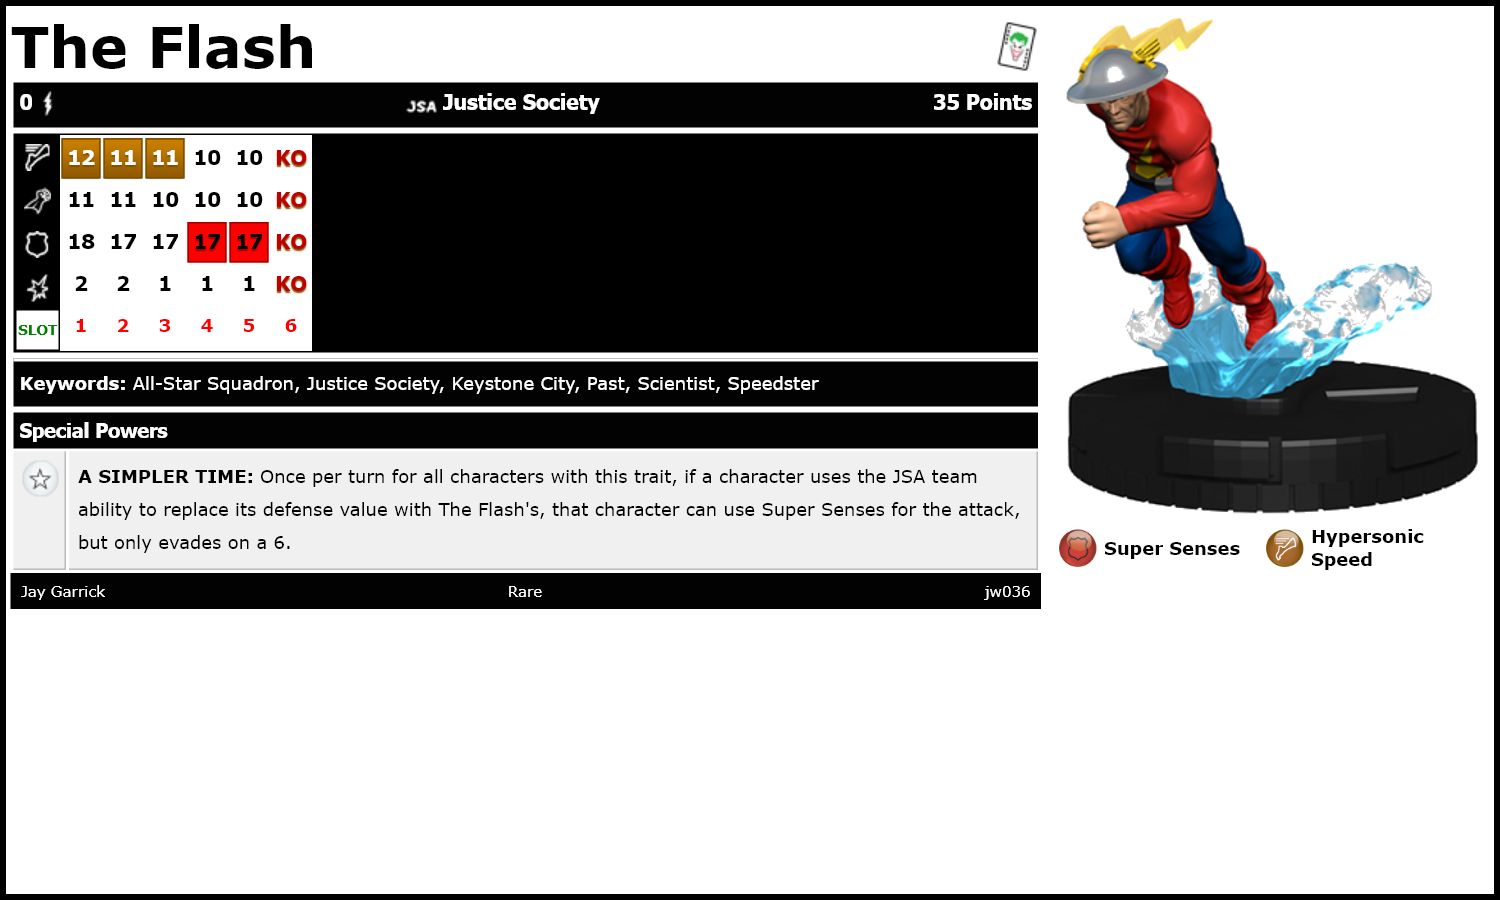 The Flash
0 JSA Justice Society 35 Points
12 11 11 10 10 KO
11 11 10 10 10 KO
18 17 17 17 17 KO
2 2 1 1 1 KO
SLOT 1 2 3 4 5 6
Keywords: All-Star Squadron, Justice Society, Keystone City, Past, Scientist, Speedster
Special Powers
A SIMPLER TIME: Once per turn for all characters with this trait, if a character uses the JSA team
ability to replace its defense value with The Flash's, that character can use Super Senses for the attack,
but only evades on a 6.
Jay Garrick Rare jw036
Super Senses
Hypersonic
Speed